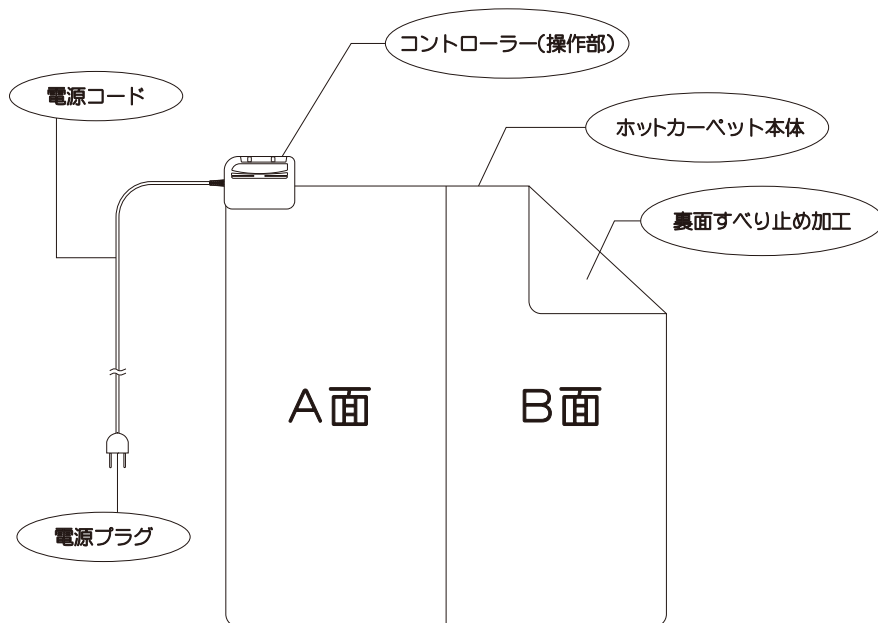 コントローラー(操作部)
電源コード
ホットカーペット本体
裏面すべり止め加工
A面
B面
電源プラグ